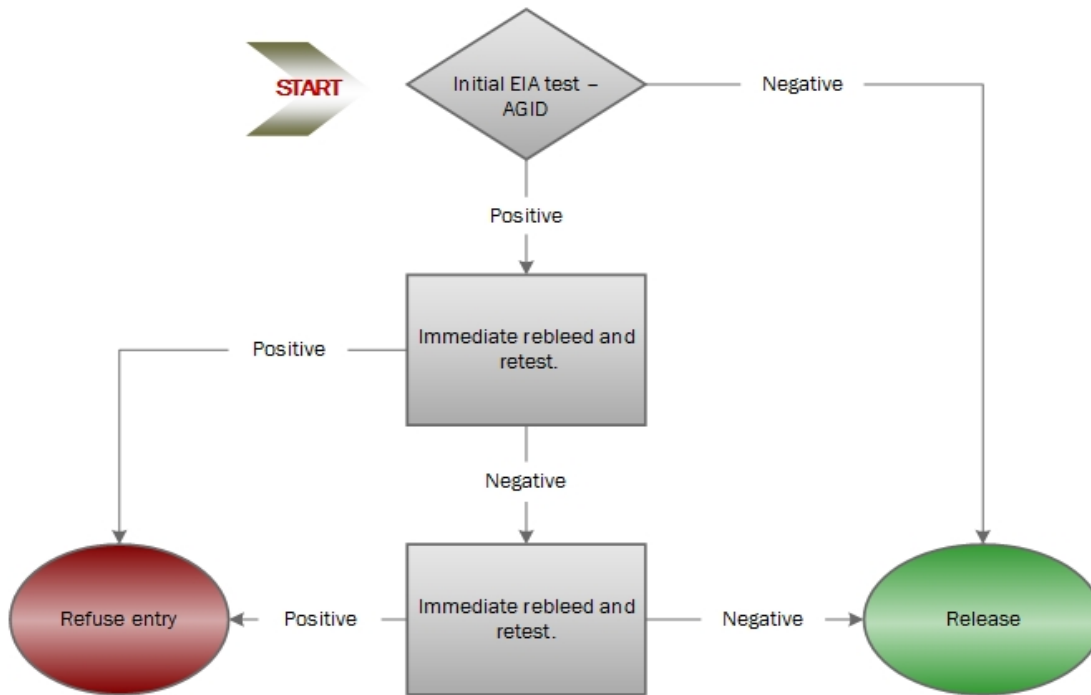 START
Initial EIA test –
AGID
Negative
Positive
Immediate rebleed and
retest.
Positive
Negative
Refuse entry
Positive
Immediate rebleed and
retest.
Negative
Release